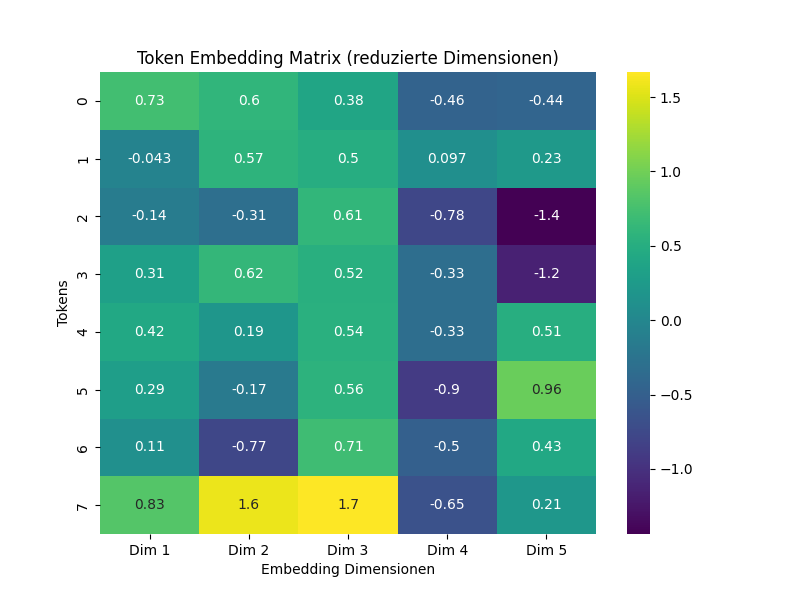 Token Embedding Matrix (reduzierte Dimensionen)
0 0.73 0.6 0.38 -0.46 -0.44
1 -0.043 0.57 0.5 0.097 0.23
2 -0.14 -0.31 0.61 -0.78 -1.4
3 0.31 0.62 0.52 -0.33 -1.2
4 0.42 0.19 0.54 -0.33 0.51
5 0.29 -0.17 0.56 -0.9 0.96
6 0.11 -0.77 0.71 -0.5 0.43
7 0.83 1.6 1.7 -0.65 0.21
Tokens
Dim 1 Dim 2 Dim 3 Dim 4 Dim 5
Embedding Dimensionen
1.5
1.0
0.5
0.0
−0.5
−1.0